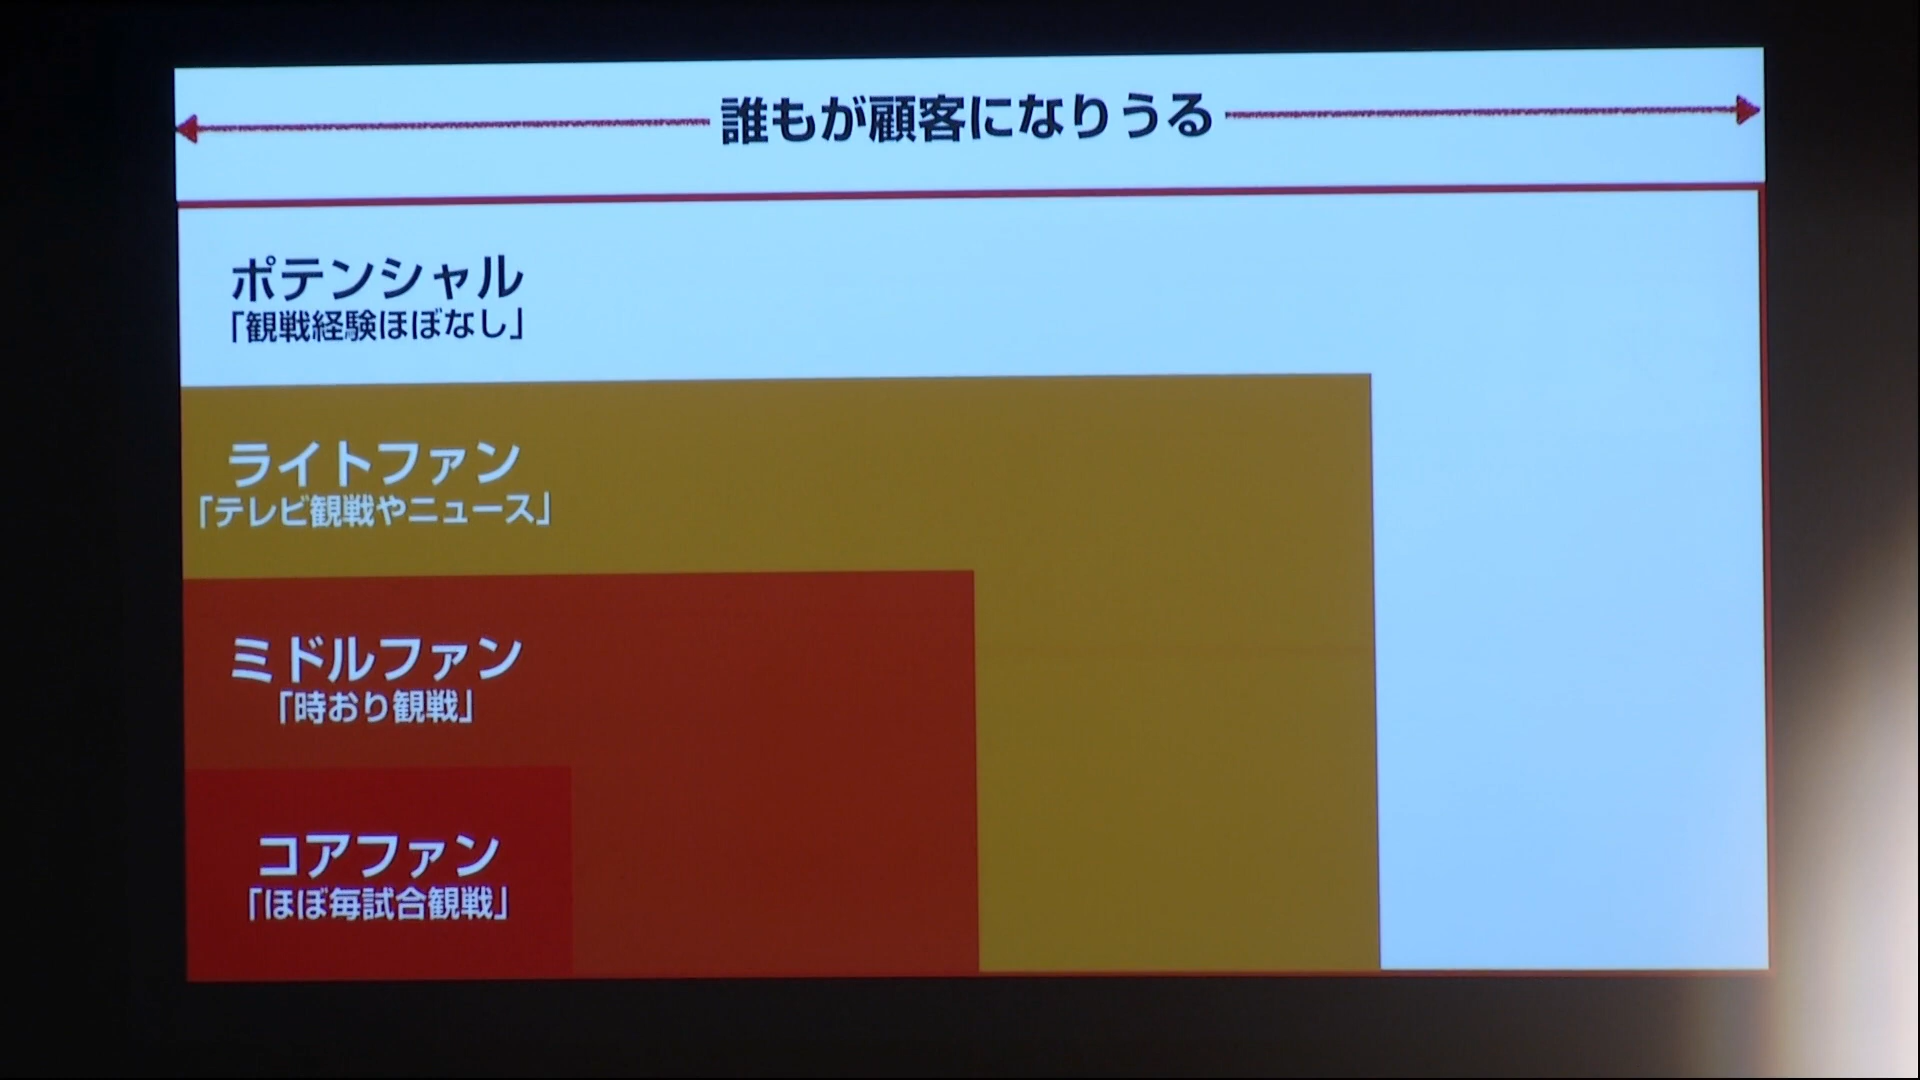 誰もが顧客になりうる
ポテンシャル
「観戦経験ほぼなし」
ライトファン
「テレビ観戦やニュース」
ミドルファン
「時おり観戦」
コアファン
「ほぼ毎試合観戦」